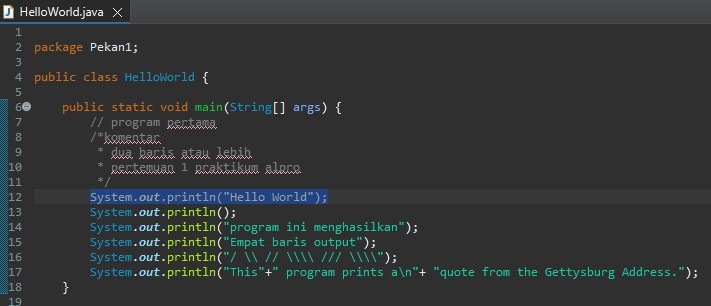 HelloWorld.java
1
2 package Pekan1;
3
4 public class HelloWorld {
5
6 public static void main(String[] args) {
7 // program pertama
8 /*komentar
9 * dua baris atau lebih
10 * pertemuan 1 praktikum alpro
11 */
12 System.out.println("Hello World");
13 System.out.println();
14 System.out.println("program ini menghasilkan");
15 System.out.println("Empat baris output");
16 System.out.println("/ \\ // \\\\ /// \\\\");
17 System.out.println("This"+" program prints a\n"+ "quote from the Gettysburg Address.");
18 }
19